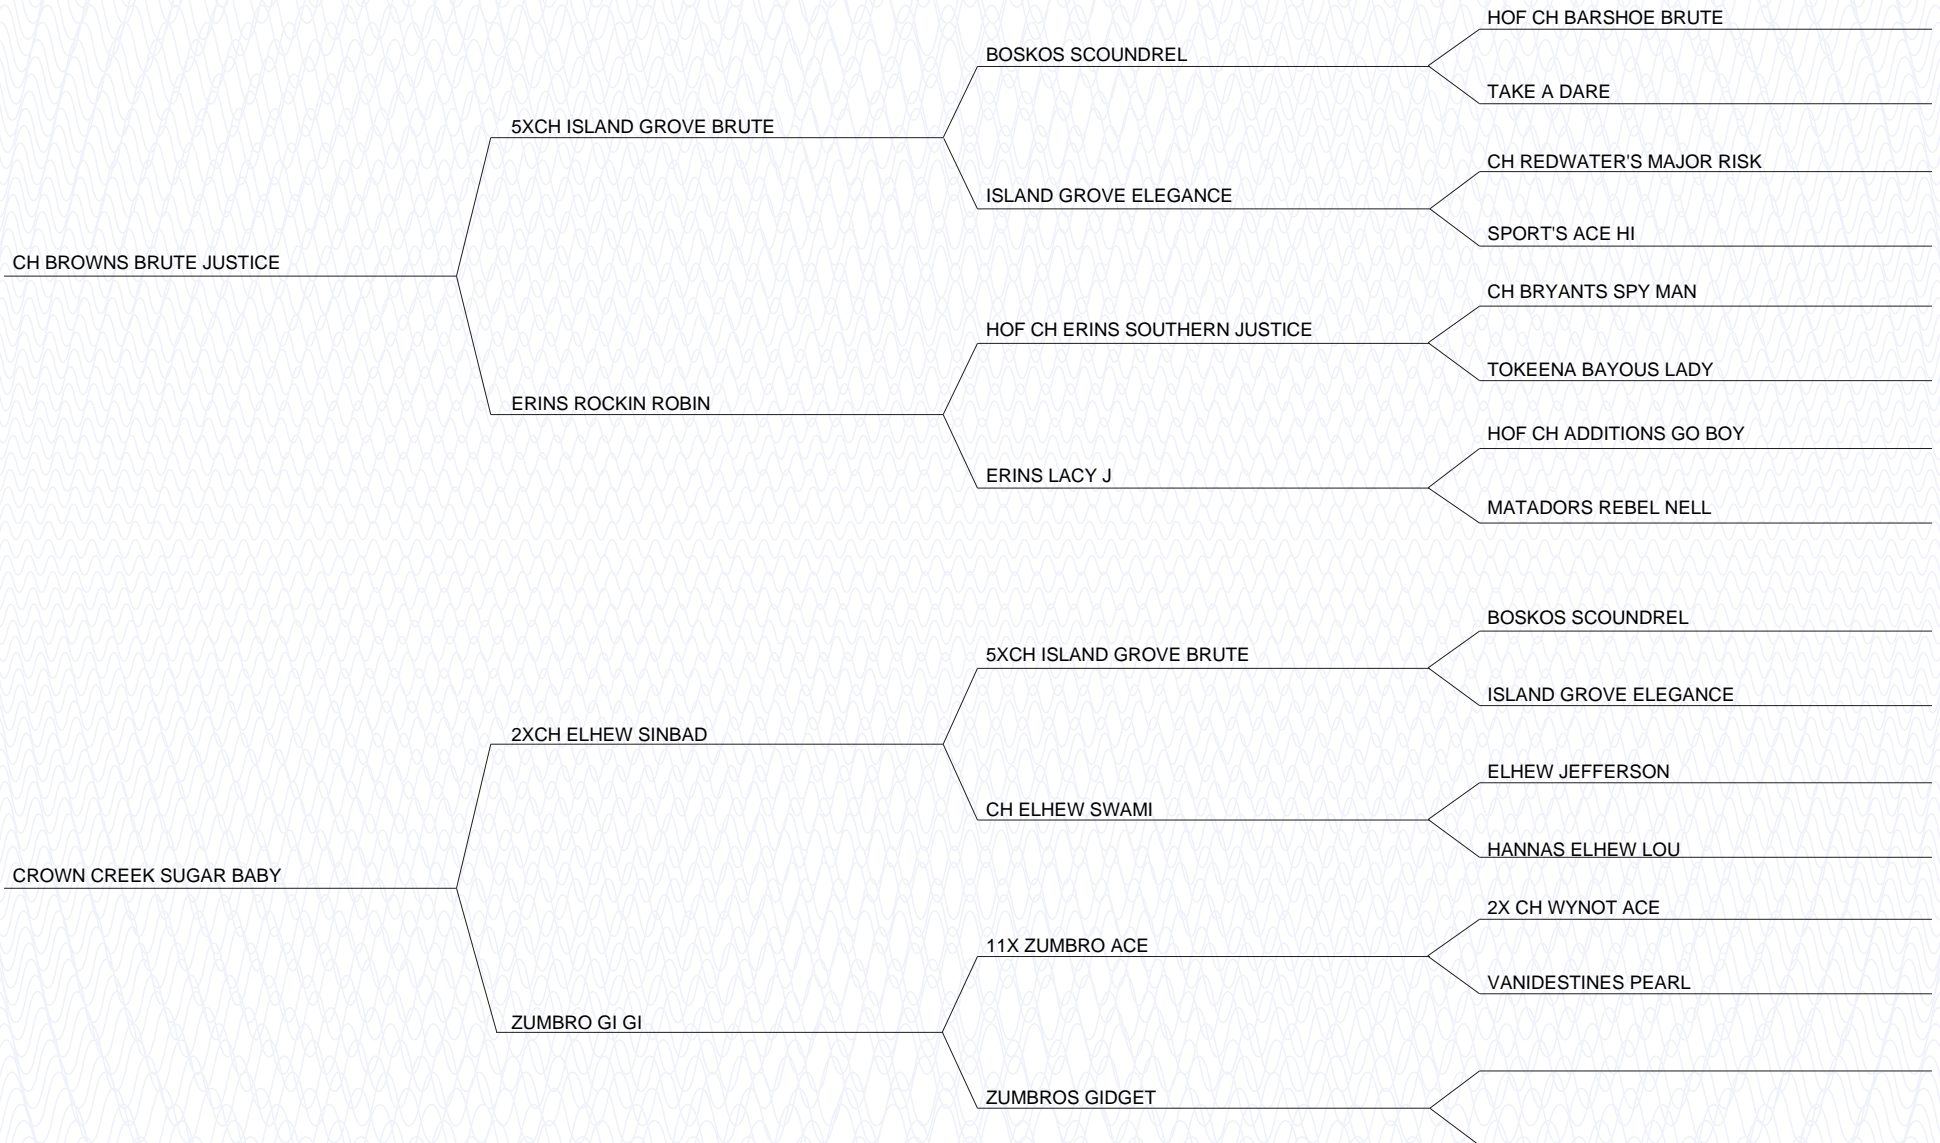 HOF CH BARSHOE BRUTE
BOSKOS SCOUNDREL
TAKE A DARE
5XCH ISLAND GROVE BRUTE
CH REDWATER'S MAJOR RISK
ISLAND GROVE ELEGANCE
SPORT'S ACE HI
CH BROWNS BRUTE JUSTICE
CH BRYANTS SPY MAN
HOF CH ERINS SOUTHERN JUSTICE
TOKEENA BAYOUS LADY
ERINS ROCKIN ROBIN
HOF CH ADDITIONS GO BOY
ERINS LACY J
MATADORS REBEL NELL
BOSKOS SCOUNDREL
5XCH ISLAND GROVE BRUTE
ISLAND GROVE ELEGANCE
2XCH ELHEW SINBAD
ELHEW JEFFERSON
CH ELHEW SWAMI
HANNAS ELHEW LOU
CROWN CREEK SUGAR BABY
2X CH WYNOT ACE
11X ZUMBRO ACE
VANIDESTINES PEARL
ZUMBRO GI GI
ZUMBROS GIDGET